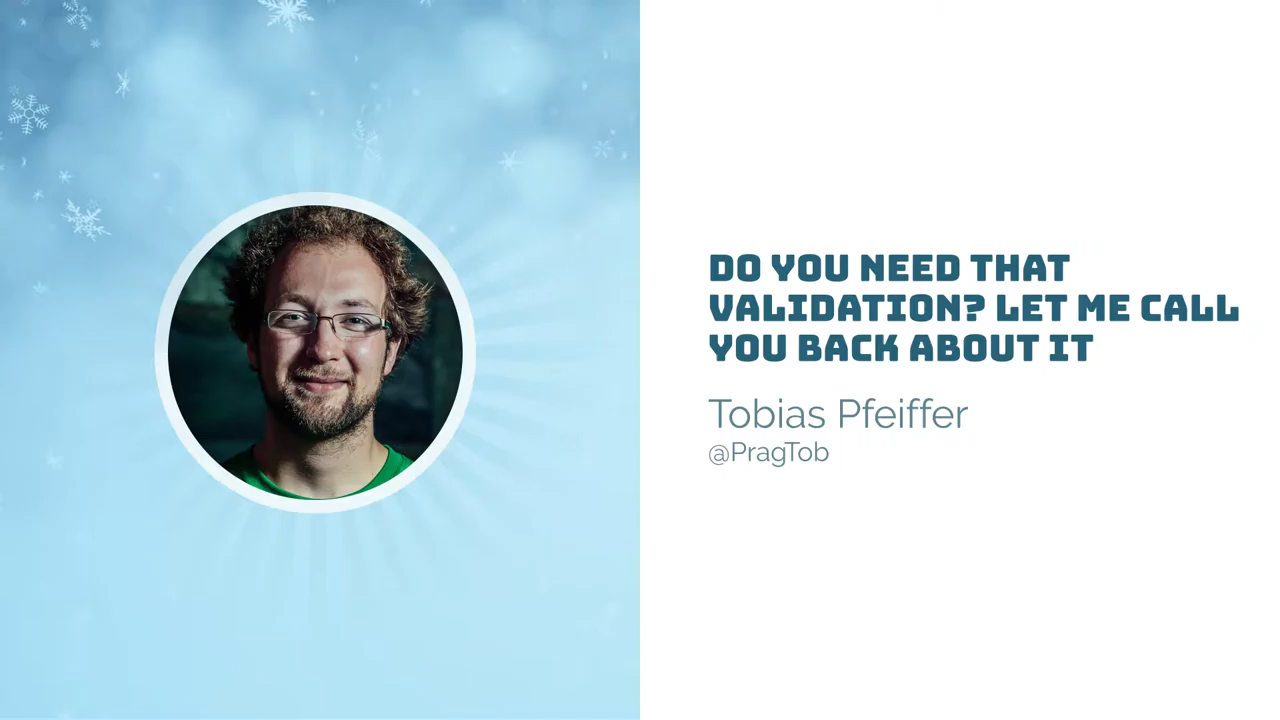 DO YOU NEED THAT
VALIDATION? LET ME CALL
YOU BACK ABOUT IT
Tobias Pfeiffer
@PragTob